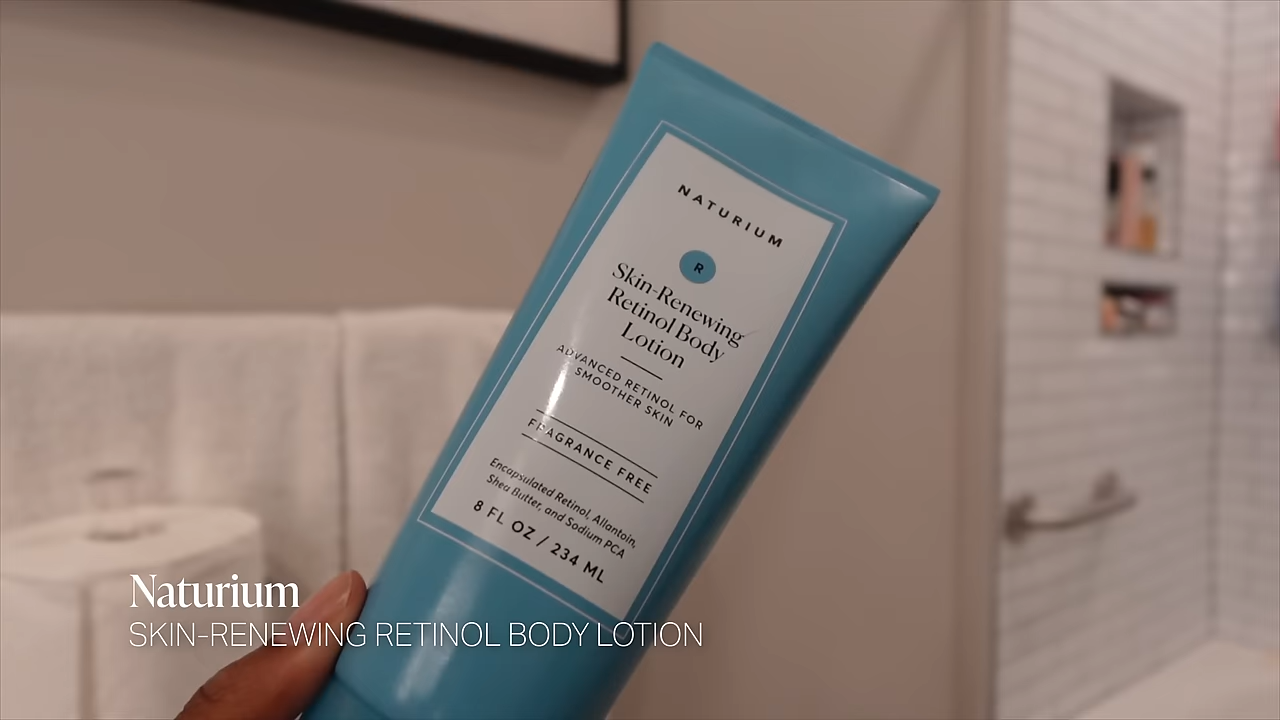 NATURIUM
R
Skin-Renewing
Retinol Body
Lotion
ADVANCED RETINOL FOR
SMOOTHER SKIN
FRAGRANCE FREE
Encapsulated Retinol, Allantoin,
Shea Butter, and Sodium PCA
8 FL OZ / 234 ML
Naturium
SKIN-RENEWING RETINOL BODY LOTION